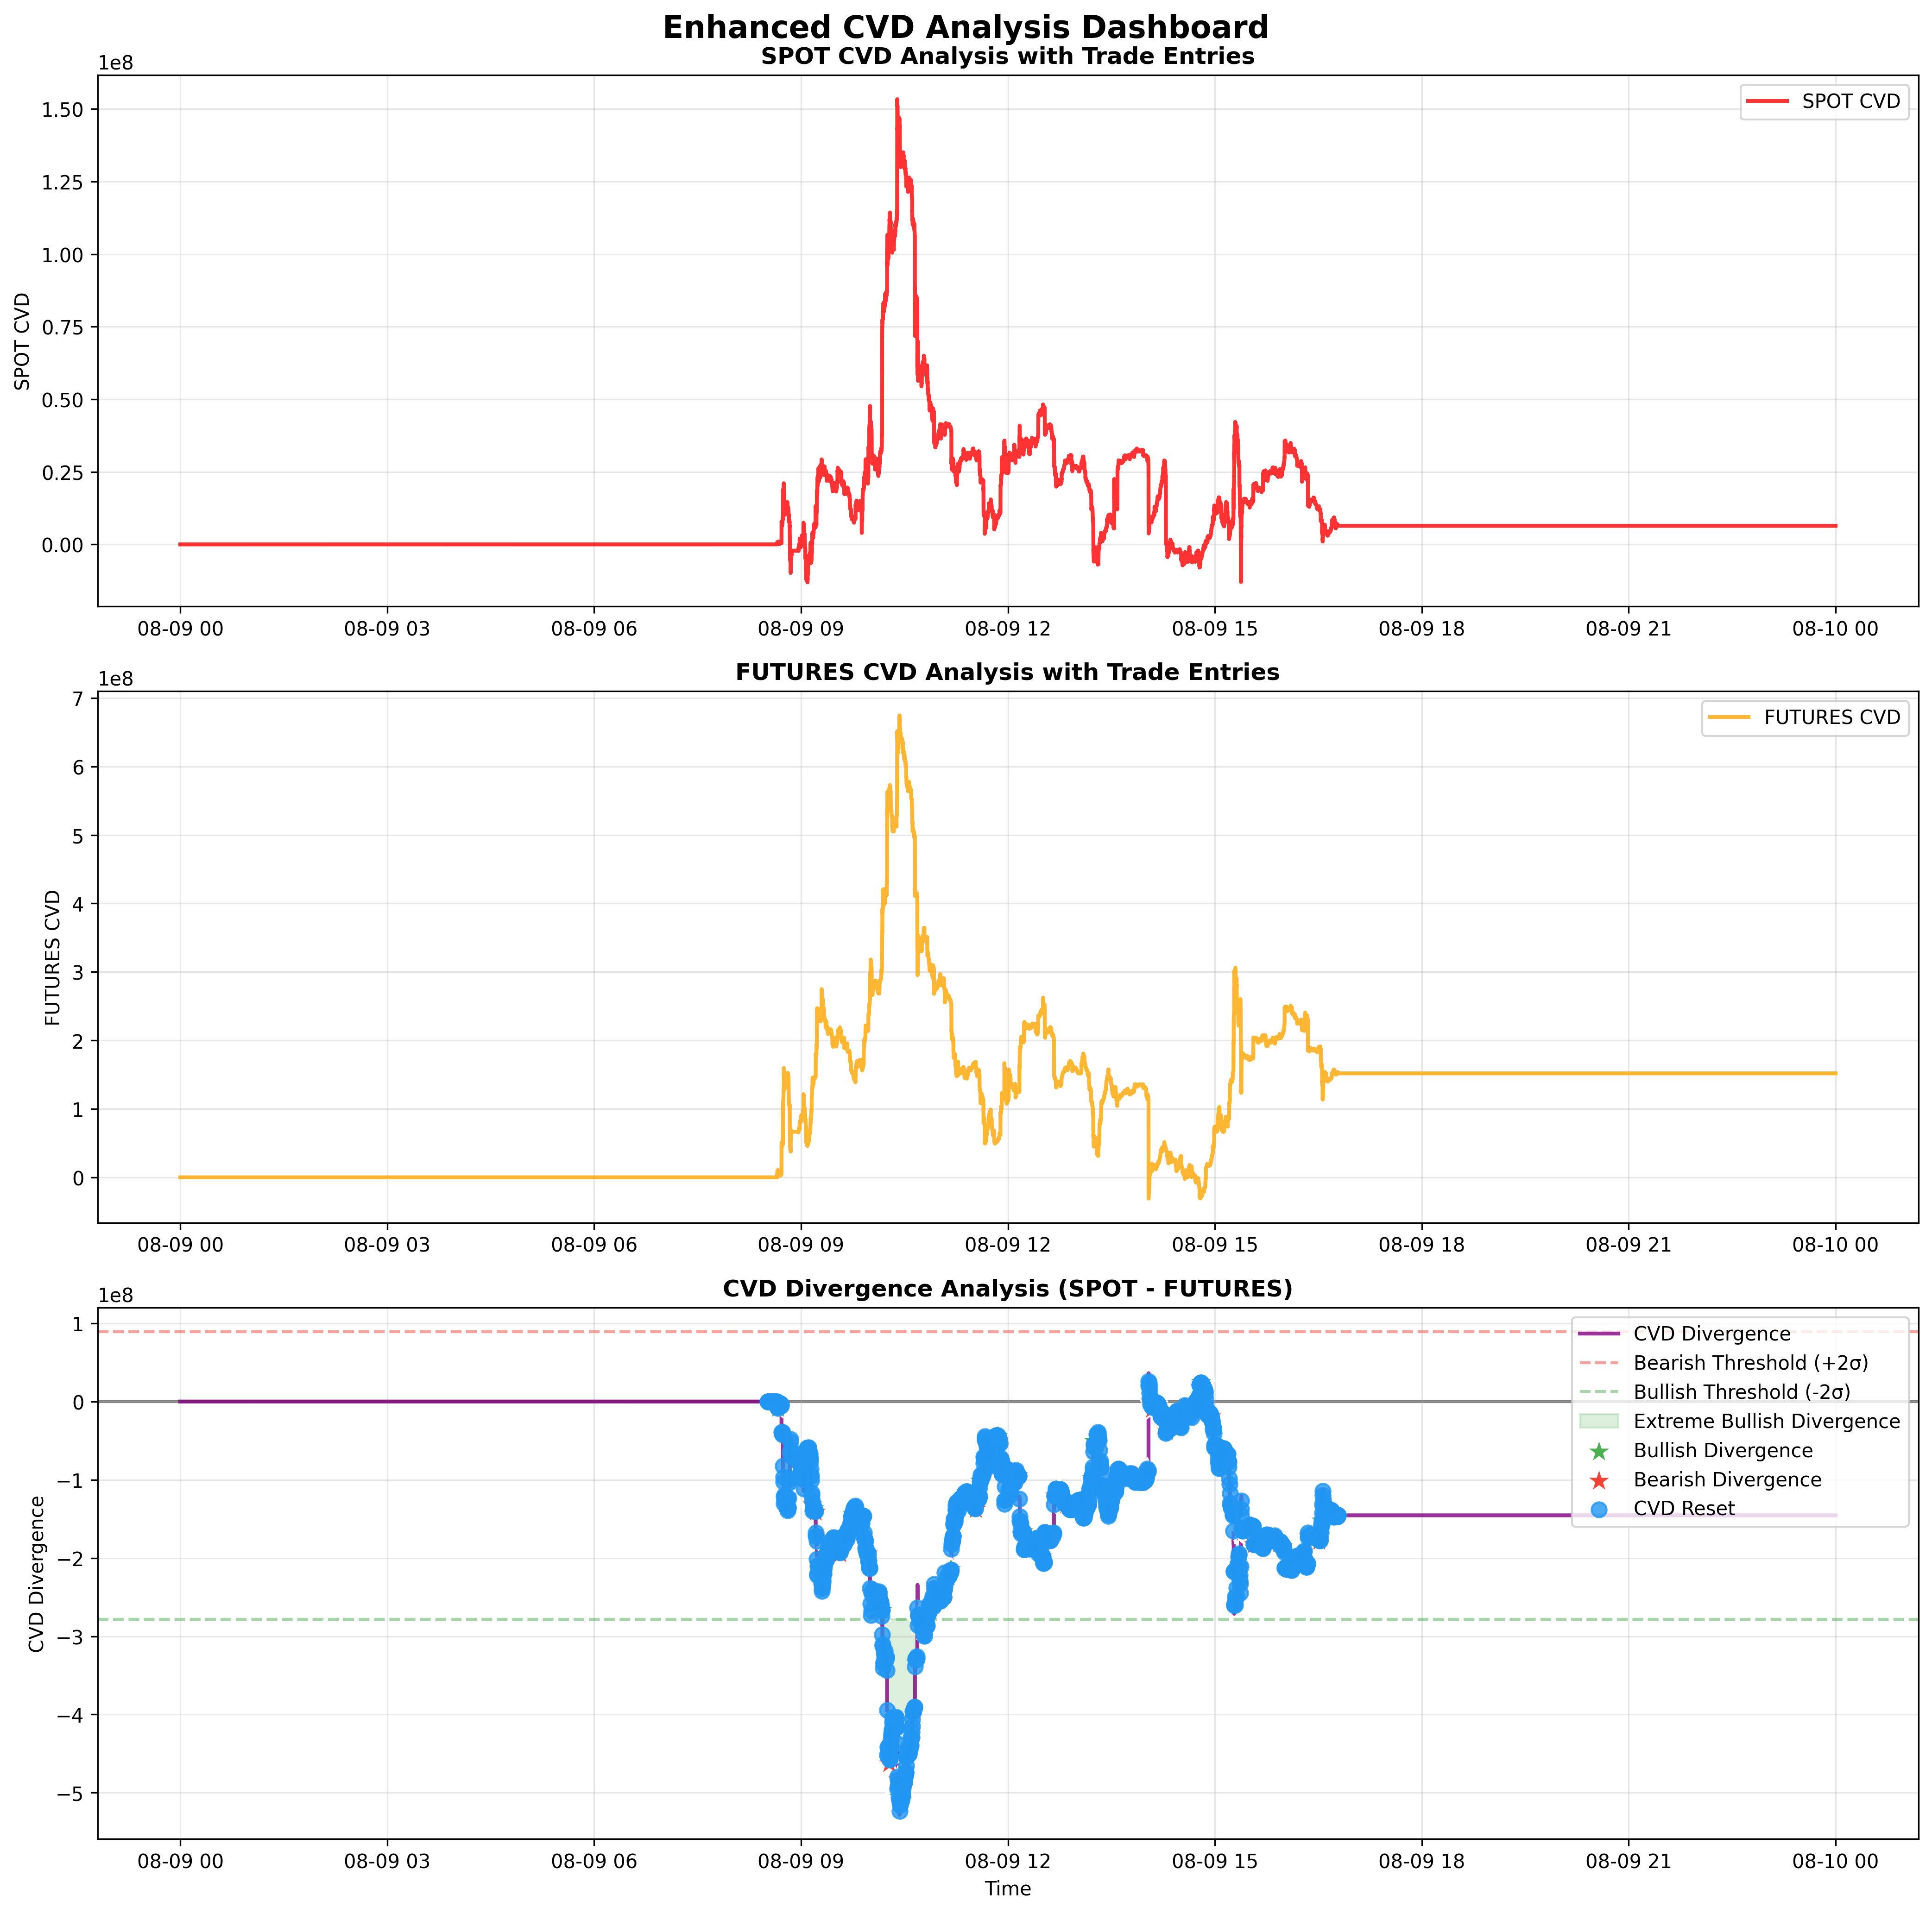 Enhanced CVD Analysis Dashboard
SPOT CVD Analysis with Trade Entries
1e8
SPOT CVD
1.50
1.25
1.00
0.75
0.50
0.25
0.00
SPOT CVD
08-09 00 08-09 03 08-09 06 08-09 09 08-09 12 08-09 15 08-09 18 08-09 21 08-10 00
FUTURES CVD Analysis with Trade Entries
1e8
FUTURES CVD
7
6
5
4
3
2
1
0
FUTURES CVD
08-09 00 08-09 03 08-09 06 08-09 09 08-09 12 08-09 15 08-09 18 08-09 21 08-10 00
CVD Divergence Analysis (SPOT - FUTURES)
1e8
CVD Divergence
Bearish Threshold (+2σ)
Bullish Threshold (-2σ)
Extreme Bullish Divergence
Bullish Divergence
Bearish Divergence
CVD Reset
1
0
−1
−2
−3
−4
−5
CVD Divergence
08-09 00 08-09 03 08-09 06 08-09 09 08-09 12 08-09 15 08-09 18 08-09 21 08-10 00
Time